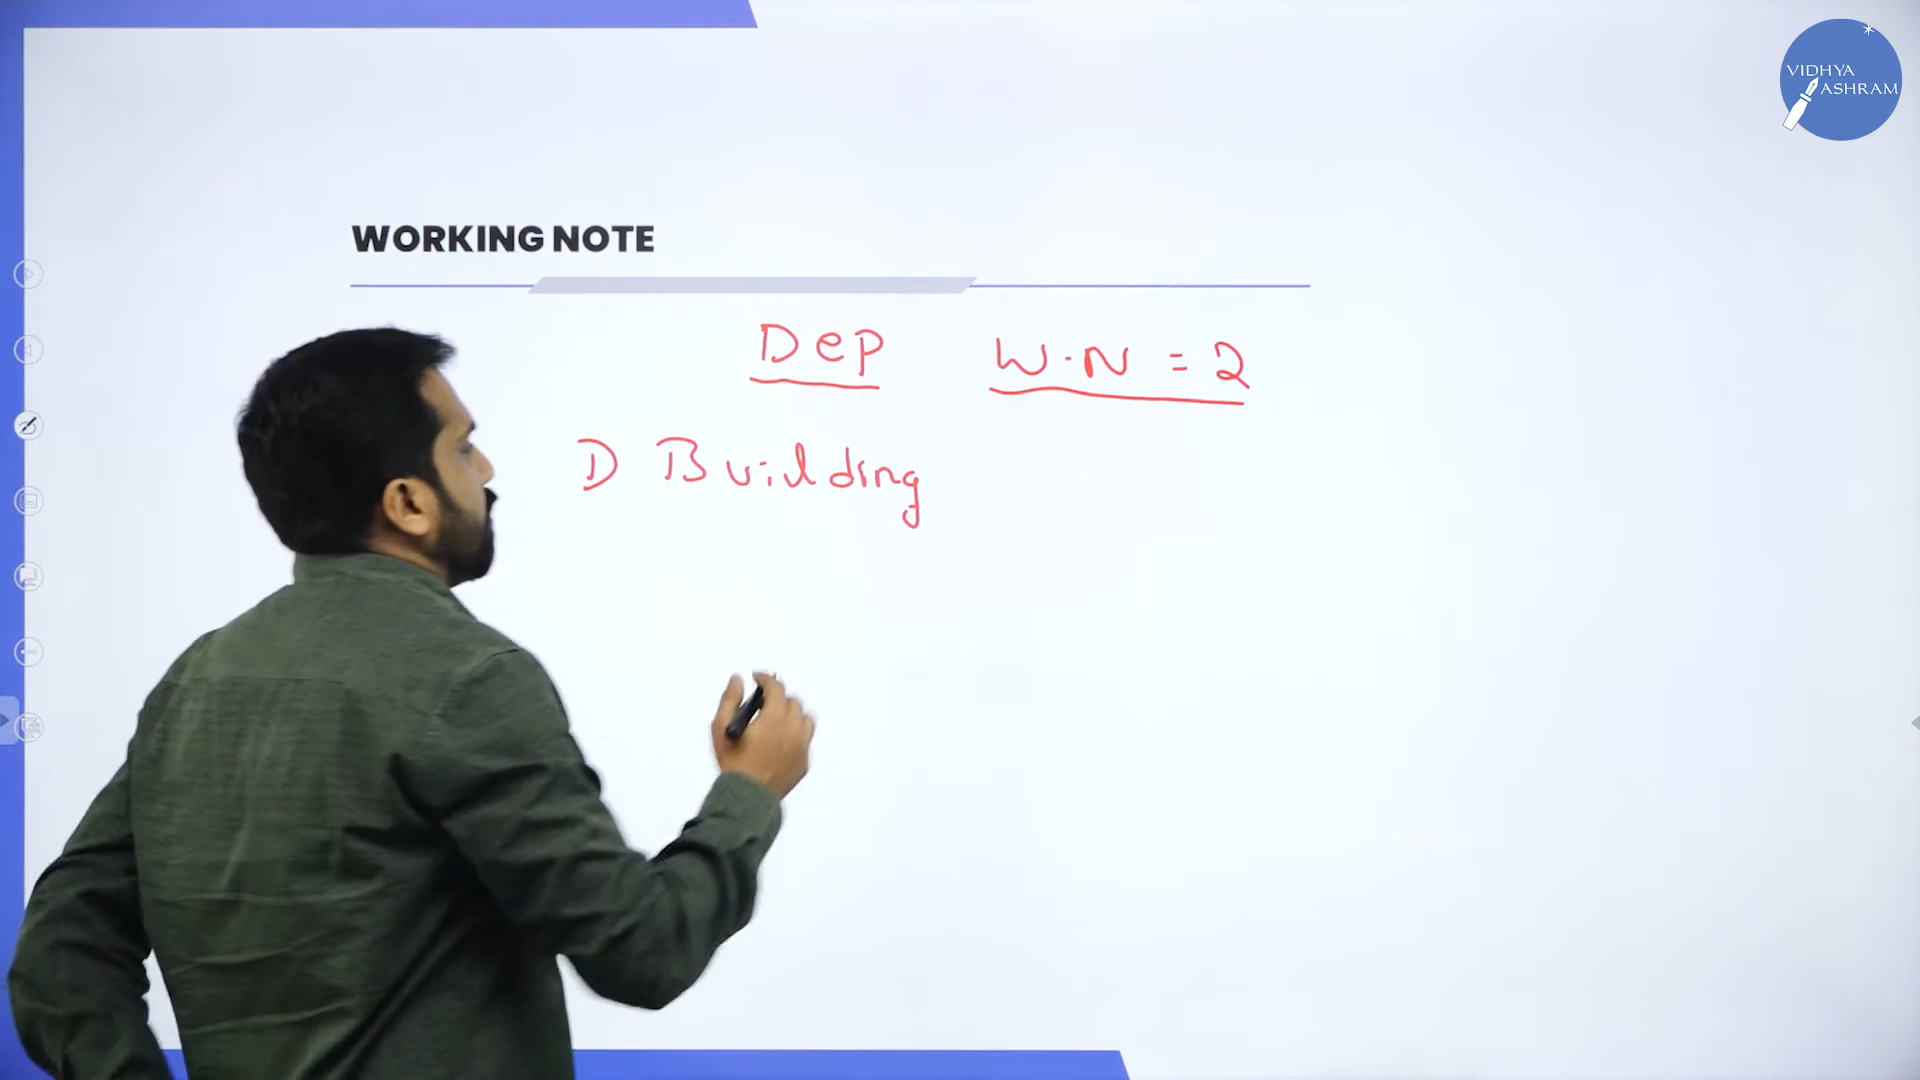 VIDHYA
ASHRAM
WORKING NOTE
Dep W.N = 2
D Building